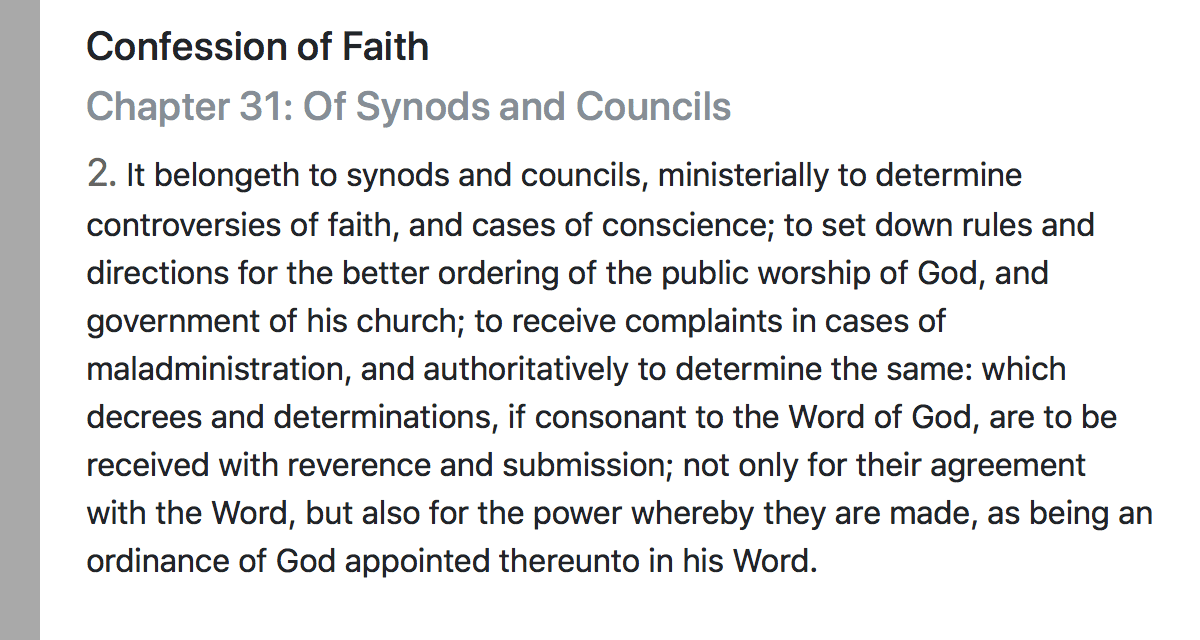 Confession of Faith
Chapter 31: Of Synods and Councils
2. It belongeth to synods and councils, ministerially to determine
controversies of faith, and cases of conscience; to set down rules and
directions for the better ordering of the public worship of God, and
government of his church; to receive complaints in cases of
maladministration, and authoritatively to determine the same: which
decrees and determinations, if consonant to the Word of God, are to be
received with reverence and submission; not only for their agreement
with the Word, but also for the power whereby they are made, as being an
ordinance of God appointed thereunto in his Word.